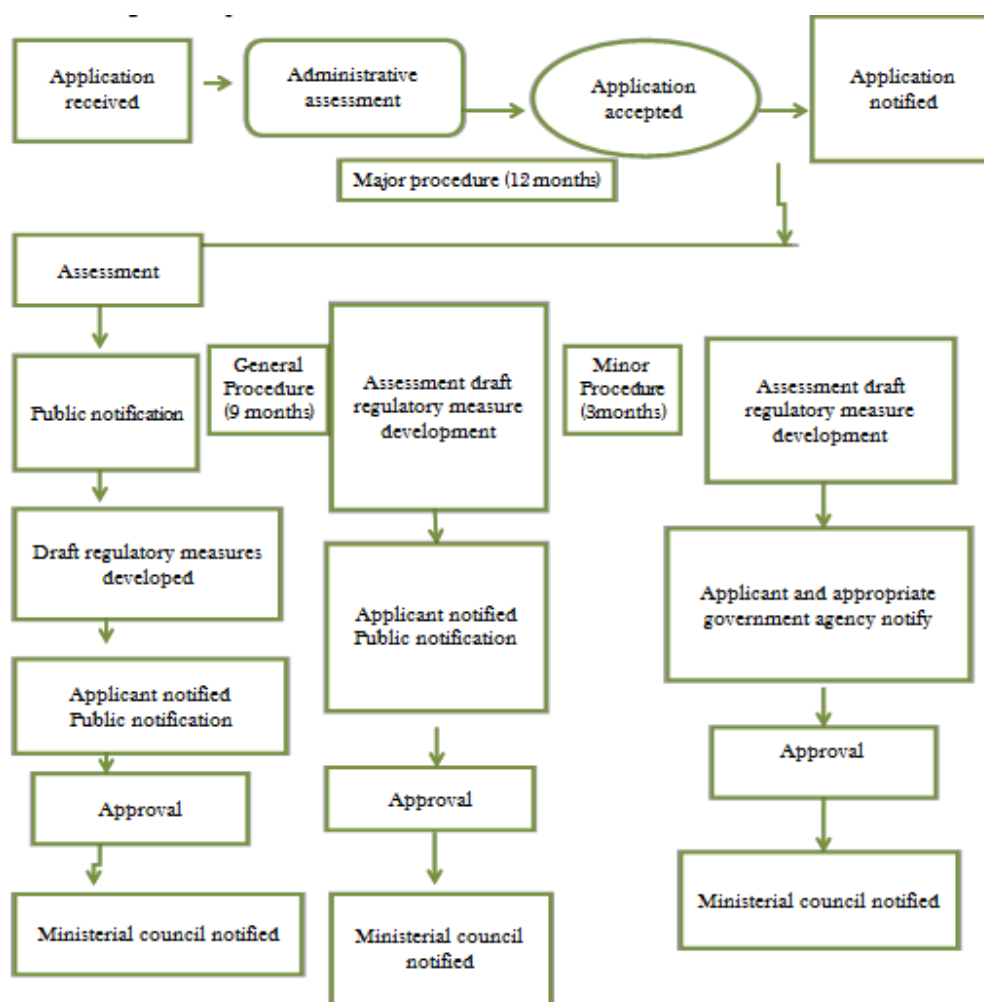 Application
received
Administrative
assessment
Application
accepted
Application
notified
Major procedure (12 months)
Assessment
Public notification
General
Procedure
(9 months)
Assessment draft
regulatory measure
development
Minor
Procedure
(3months)
Assessment draft
regulatory measure
development
Draft regulatory measures
developed
Applicant notified
Public notification
Applicant and appropriate
government agency notify
Applicant notified
Public notification
Approval
Approval
Approval
Ministerial council notified
Ministerial council
notified
Ministerial council notified